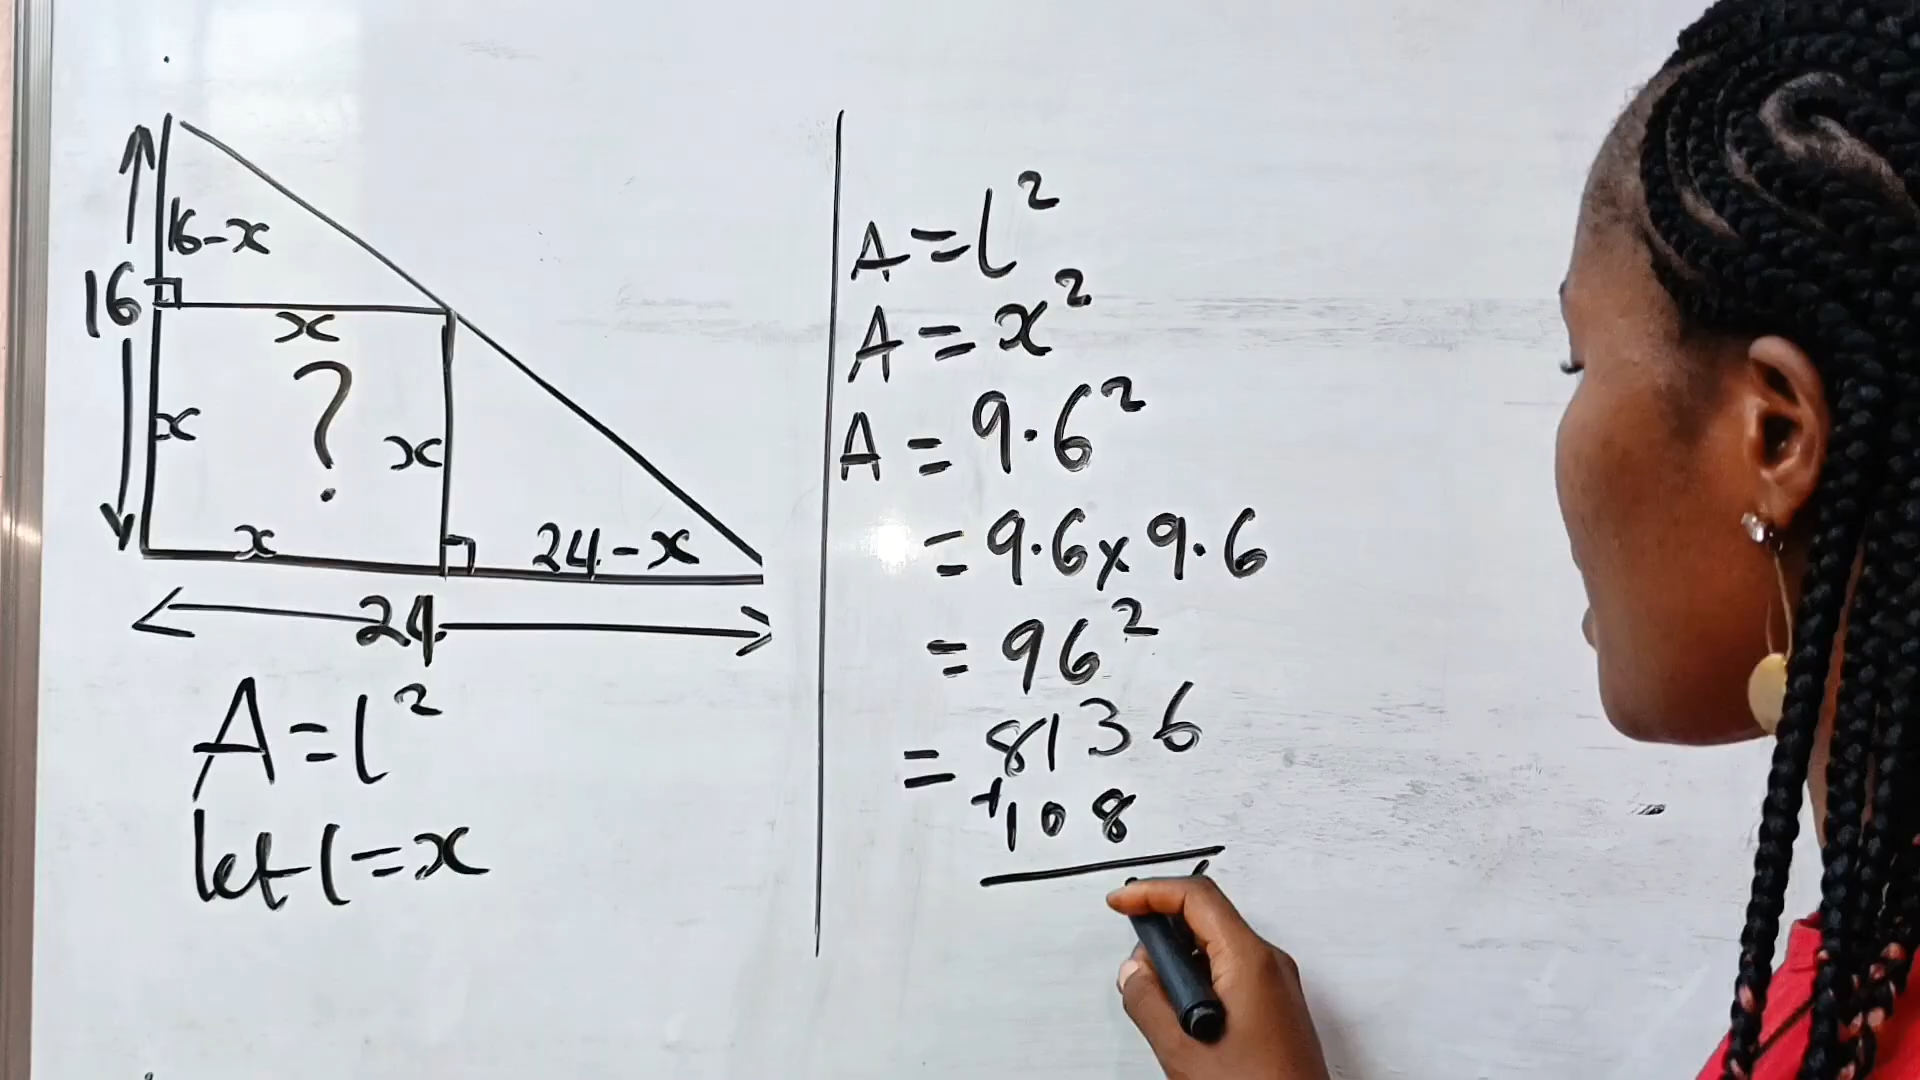 16-x
16
x
?
x
x
x
24-x
24
A=l²
let l=x
A=l²
A=x²
A=9.6²
=9.6x9.6
=96²
=8136
+108